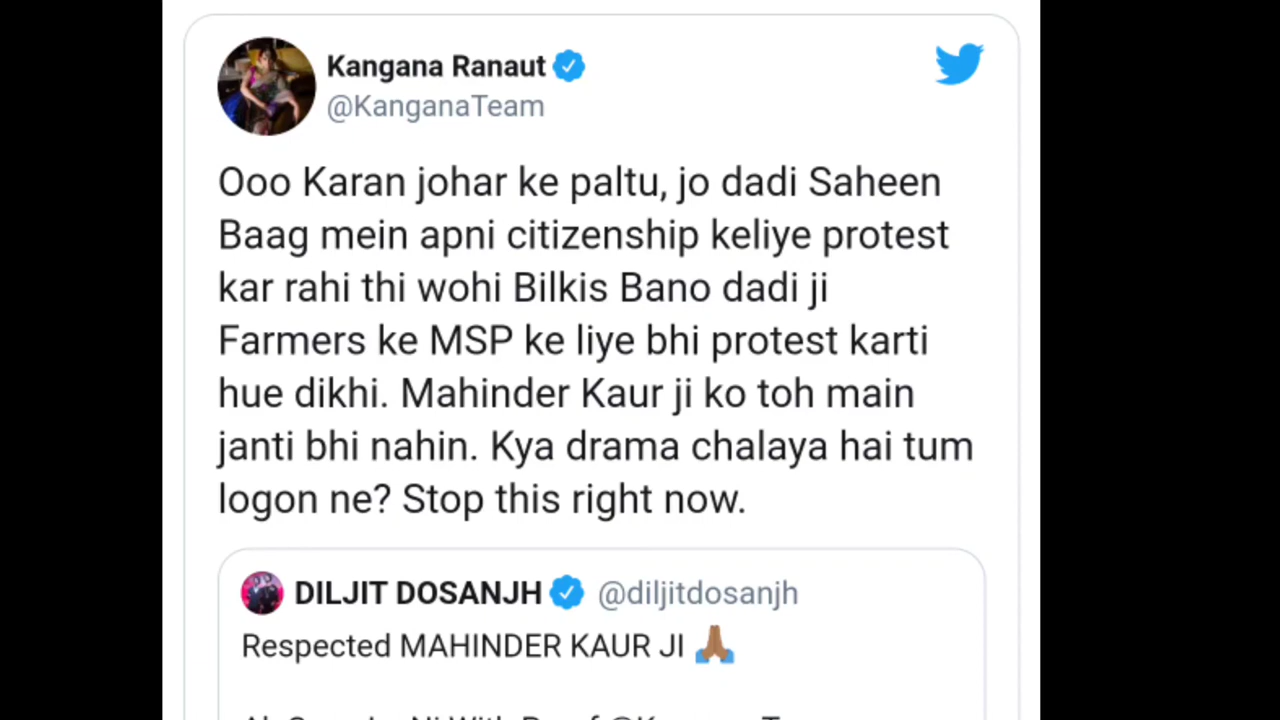 Kangana Ranaut
@KanganaTeam
Ooo Karan johar ke paltu, jo dadi Saheen
Baag mein apni citizenship keliye protest
kar rahi thi wohi Bilkis Bano dadi ji
Farmers ke MSP ke liye bhi protest karti
hue dikhi. Mahinder Kaur ji ko toh main
janti bhi nahin. Kya drama chalaya hai tum
logon ne? Stop this right now.
DILJIT DOSANJH @diljitdosanjh
Respected MAHINDER KAUR JI 🙏🏾